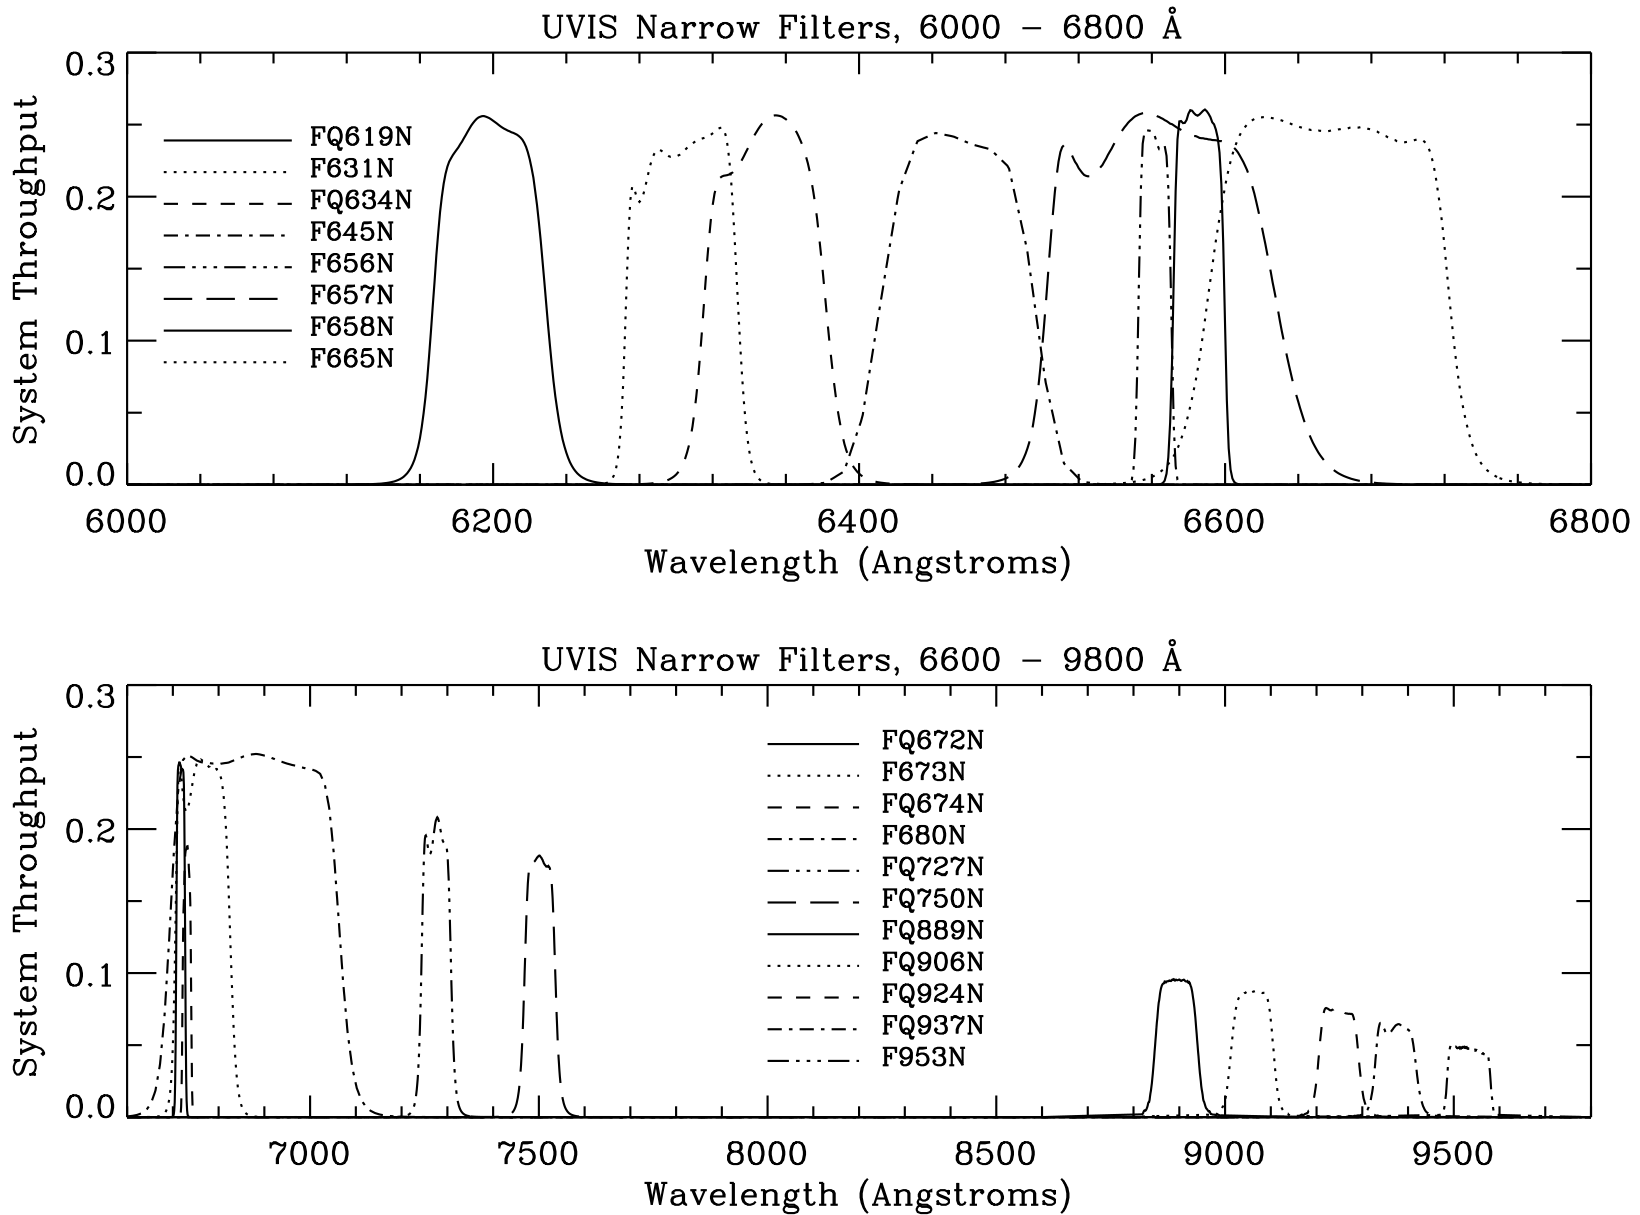 UVIS Narrow Filters, 6000 – 6800 Å
System Throughput
0.3
0.2
0.1
0.0
FQ619N
F631N
FQ634N
F645N
F656N
F657N
F658N
F665N
6000 6200 6400 6600 6800
Wavelength (Angstroms)
UVIS Narrow Filters, 6600 – 9800 Å
System Throughput
0.3
0.2
0.1
0.0
FQ672N
F673N
FQ674N
F680N
FQ727N
FQ750N
FQ889N
FQ906N
FQ924N
FQ937N
F953N
7000 7500 8000 8500 9000 9500
Wavelength (Angstroms)